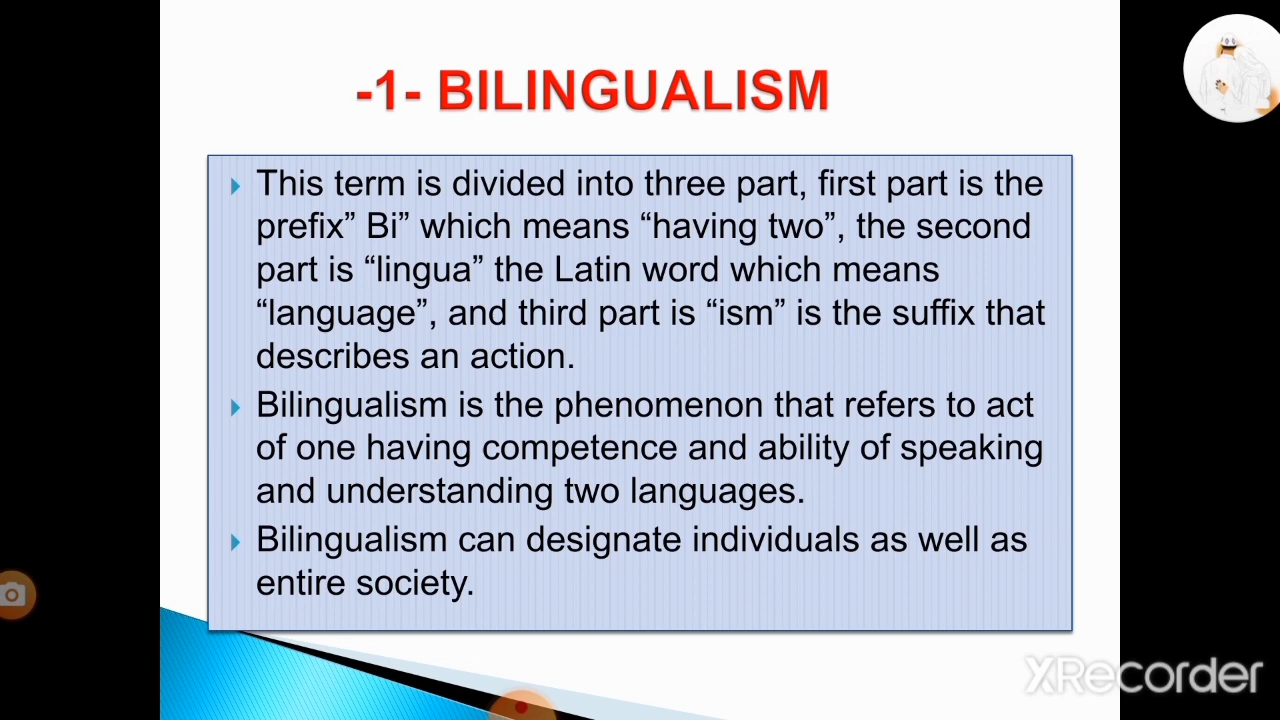 -1- BILINGUALISM
This term is divided into three part, first part is the
prefix” Bi” which means “having two”, the second
part is “lingua” the Latin word which means
“language”, and third part is “ism” is the suffix that
describes an action.
Bilingualism is the phenomenon that refers to act
of one having competence and ability of speaking
and understanding two languages.
Bilingualism can designate individuals as well as
entire society.
XRecorder